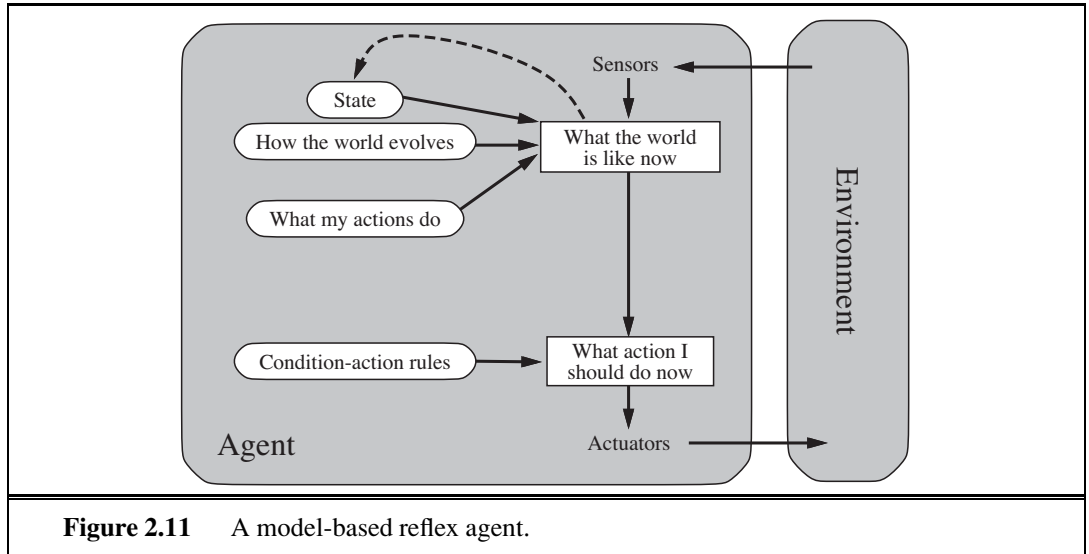 Sensors
State
What the world
is like now
How the world evolves
What my actions do
Environment
Condition-action rules
What action I
should do now
Agent
Actuators
Figure 2.11 A model-based reflex agent.